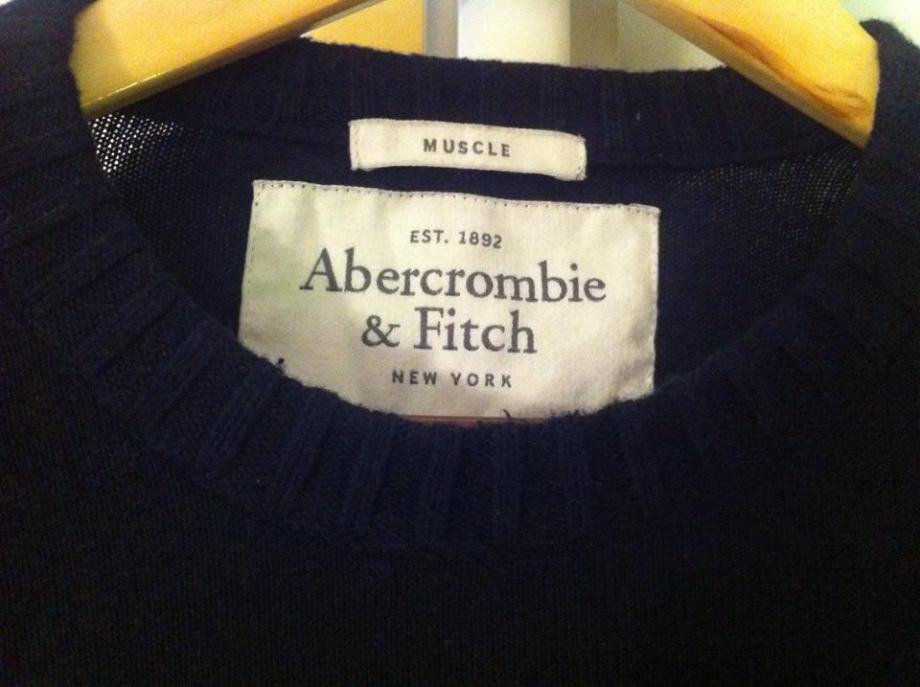 MUSCLE
EST. 1892
Abercrombie
& Fitch
NEW YORK